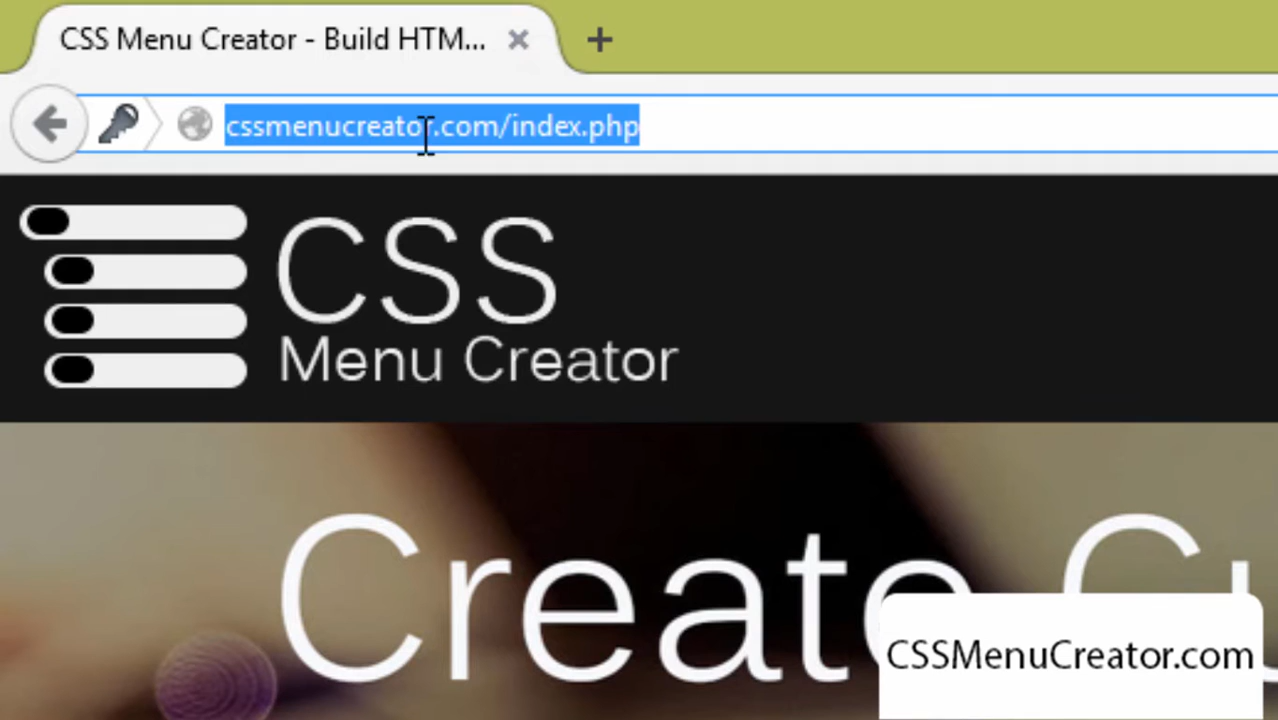 CSS Menu Creator - Build HTM...
cssmenucreator.com/index.php
CSS
Menu Creator
Create
CSSMenuCreator.com